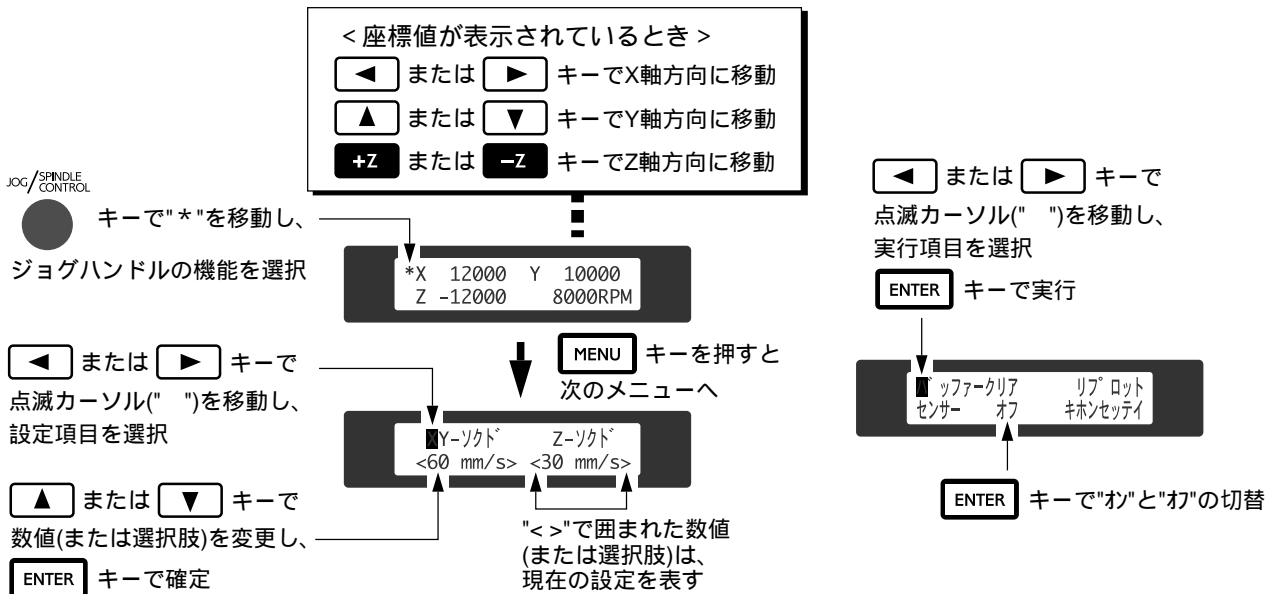 <座標値が表示されているとき>
または キーでX軸方向に移動
または キーでY軸方向に移動
+Z または −Z キーでZ軸方向に移動
JOG/SPINDLE CONTROL
キーで"*"を移動し、
ジョグハンドルの機能を選択
*X 12000 Y 10000
Z -12000 8000RPM
MENU キーを押すと
次のメニューへ
◀ または ▶ キーで
点滅カーソル(" ")を移動し、
設定項目を選択
XY-ソクド Z-ソクド
<60 mm/s> <30 mm/s>
▲ または ▼ キーで
数値(または選択肢)を変更し、
ENTER キーで確定
"< >"で囲まれた数値
(または選択肢)は、
現在の設定を表す
◀ または ▶ キーで
点滅カーソル(" ")を移動し、
実行項目を選択
ENTER キーで実行
バッファークリア リプロット
センサー オフ キホンセッテイ
ENTER キーで"オン"と"オフ"の切替